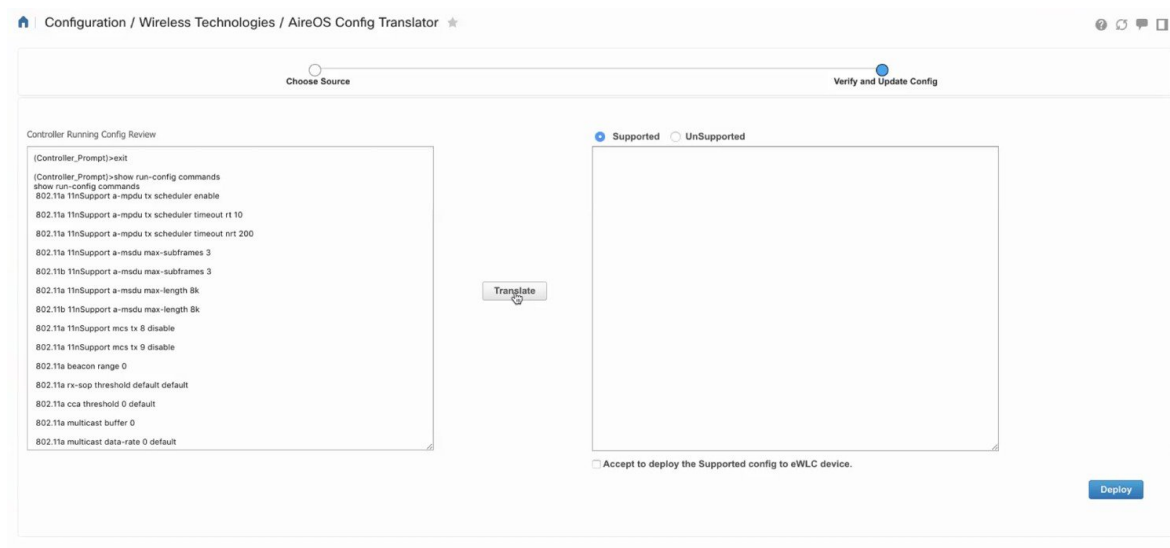 Configuration / Wireless Technologies / AireOS Config Translator
Choose Source
Verify and Update Config
Controller Running Config Review
(Controller_Prompt)>exit
(Controller_Prompt)>show run-config commands
show run-config commands
802.11a 11nSupport a-mpdu tx scheduler enable
802.11a 11nSupport a-mpdu tx scheduler timeout rt 10
802.11a 11nSupport a-mpdu tx scheduler timeout nrt 200
802.11a 11nSupport a-msdu max-subframes 3
802.11b 11nSupport a-msdu max-subframes 3
802.11a 11nSupport a-msdu max-length 8k
802.11b 11nSupport a-msdu max-length 8k
802.11a 11nSupport mcs tx 8 disable
802.11a 11nSupport mcs tx 9 disable
802.11a beacon range 0
802.11a rx-sop threshold default default
802.11a cca threshold 0 default
802.11a multicast buffer 0
802.11a multicast data-rate 0 default
Translate
Supported UnSupported
Accept to deploy the Supported config to eWLC device.
Deploy